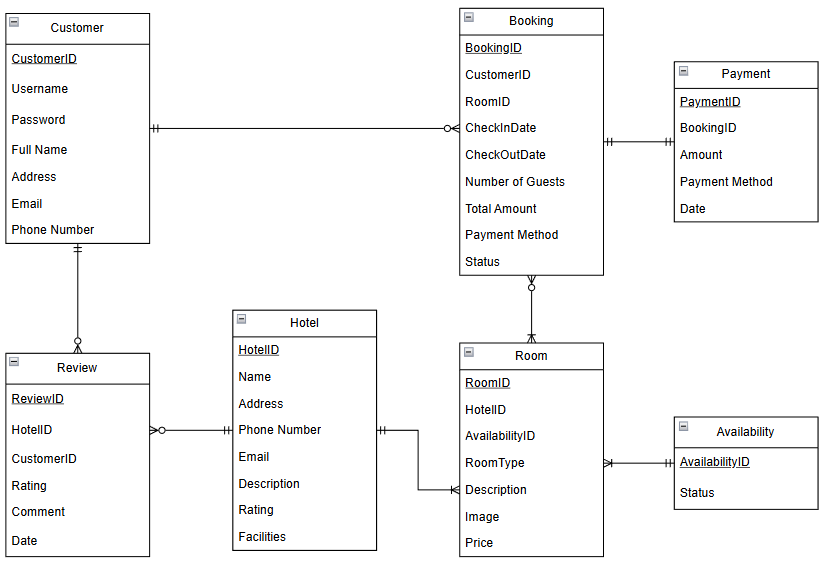 Customer
CustomerID
Username
Password
Full Name
Address
Email
Phone Number
Booking
BookingID
CustomerID
RoomID
CheckInDate
CheckOutDate
Number of Guests
Total Amount
Payment Method
Status
Payment
PaymentID
BookingID
Amount
Payment Method
Date
Review
ReviewID
HotelID
CustomerID
Rating
Comment
Date
Hotel
HotelID
Name
Address
Phone Number
Email
Description
Rating
Facilities
Room
RoomID
HotelID
AvailabilityID
RoomType
Description
Image
Price
Availability
AvailabilityID
Status